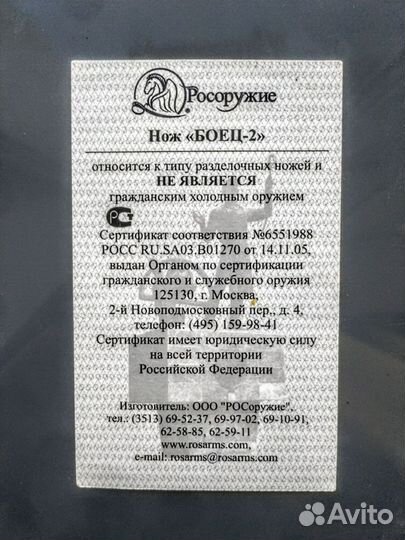 Росоружие
Нож «БОЕЦ-2»
относится к типу разделочных ножей и
НЕ ЯВЛЯЕТСЯ
гражданским холодным оружием
РСТ
Сертификат соответствия №6551988
РОСС RU.SA03.B01270 от 14.11.05,
выдан Органом по сертификации
гражданского и служебного оружия
125130, г. Москва,
2-й Новоподмосковный пер., д. 4,
телефон: (495) 159-98-41
Сертификат имеет юридическую силу
на всей территории
Российской Федерации
Изготовитель: ООО "РОСоружие",
тел.: (3513) 69-52-37, 69-97-02, 69-10-91,
62-58-85, 62-59-11
www.rosarms.com,
e-mail: rosarms@rosarms.com
Avito